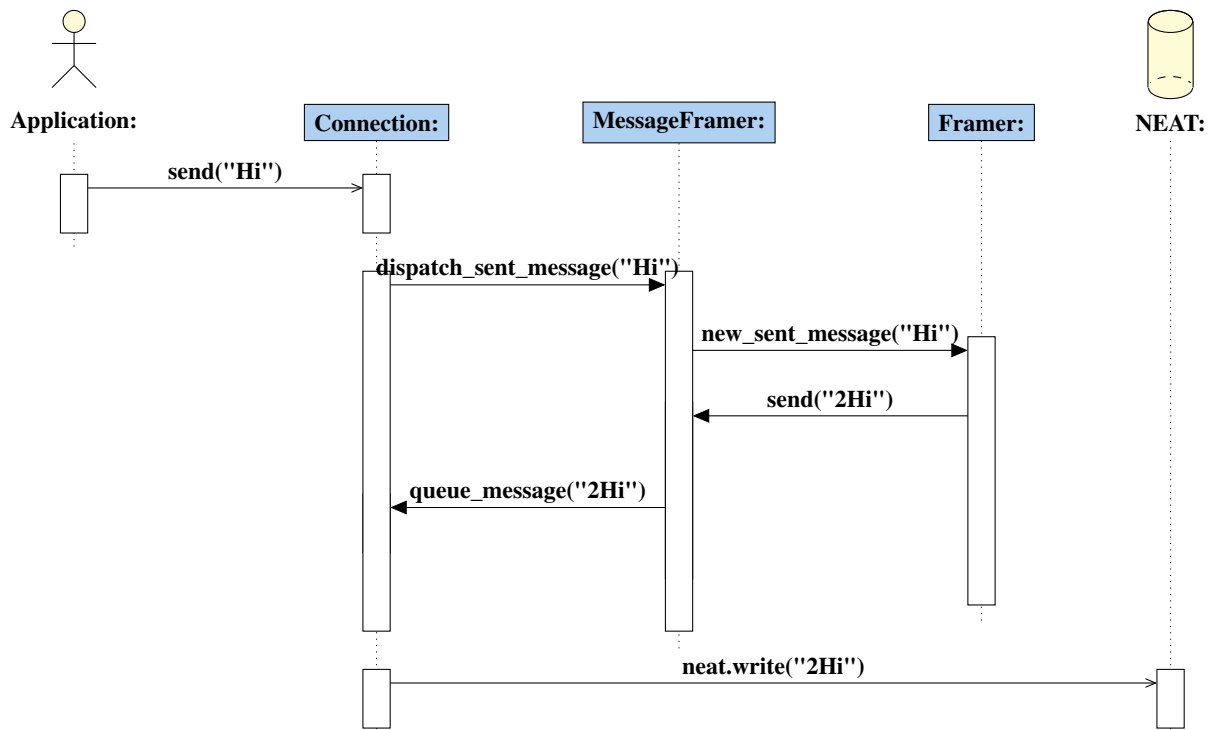 Application:
Connection:
MessageFramer:
Framer:
NEAT:
send("Hi")
dispatch_sent_message("Hi")
new_sent_message("Hi")
send("2Hi")
queue_message("2Hi")
neat.write("2Hi")